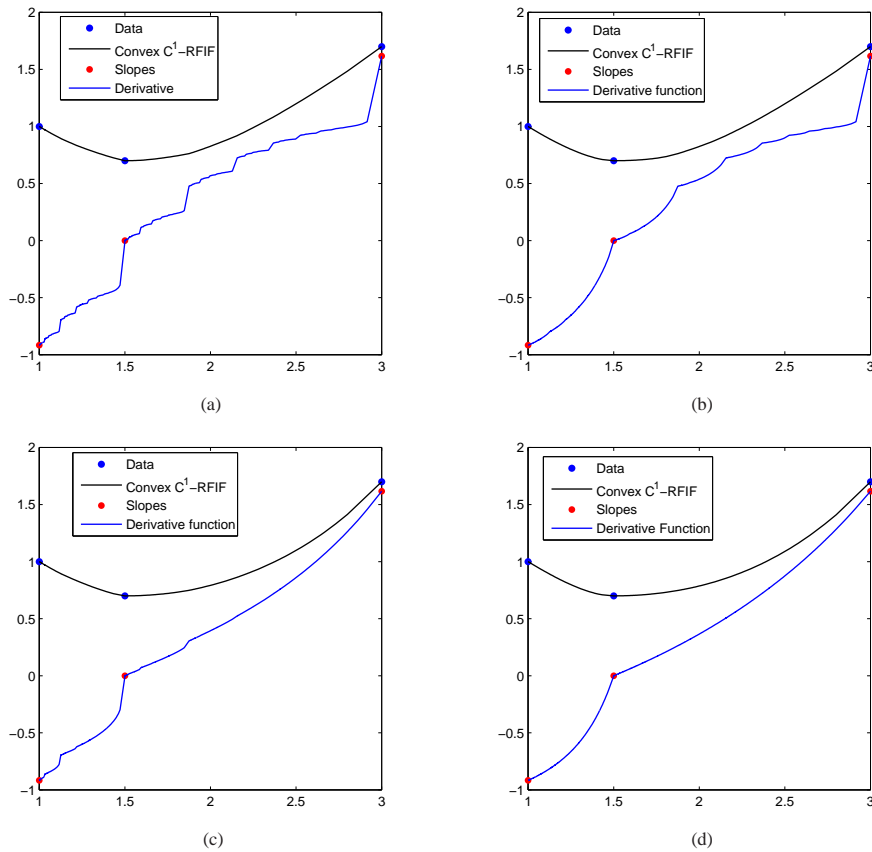 2
1.5
1
0.5
0
−0.5
−1
1
1.5
2
2.5
3
Data
Convex C¹−RFIF
Slopes
Derivative
(a)
2
1.5
1
0.5
0
−0.5
−1
1
1.5
2
2.5
3
Data
Convex C¹−RFIF
Slopes
Derivative function
(b)
2
1.5
1
0.5
0
−0.5
−1
1
1.5
2
2.5
3
Data
Convex C¹−RFIF
Slopes
Derivative function
(c)
2
1.5
1
0.5
0
−0.5
−1
1
1.5
2
2.5
3
Data
Convex C¹−RFIF
Slopes
Derivative Function
(d)